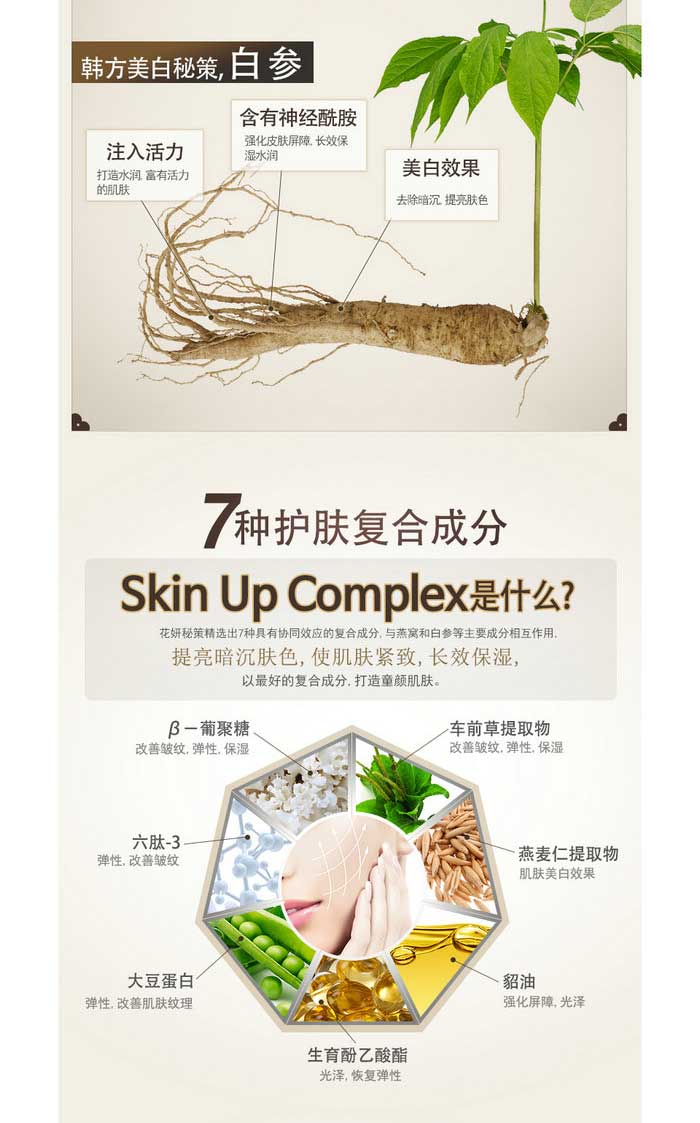 韩方美白秘策,白参
含有神经酰胺
强化皮肤屏障, 长效保
湿水润
注入活力
打造水润, 富有活力
的肌肤
美白效果
去除暗沉, 提亮肤色
7种护肤复合成分
Skin Up Complex是什么?
花妍秘策精选出7种具有协同效应的复合成分, 与燕窝和白参等主要成分相互作用,
提亮暗沉肤色, 使肌肤紧致, 长效保湿,
以最好的复合成分, 打造童颜肌肤。
β－葡聚糖
改善皱纹, 弹性, 保湿
车前草提取物
改善皱纹, 弹性, 保湿
六肽-3
弹性, 改善皱纹
燕麦仁提取物
肌肤美白效果
大豆蛋白
弹性, 改善肌肤纹理
貂油
强化屏障, 光泽
生育酚乙酸酯
光泽, 恢复弹性